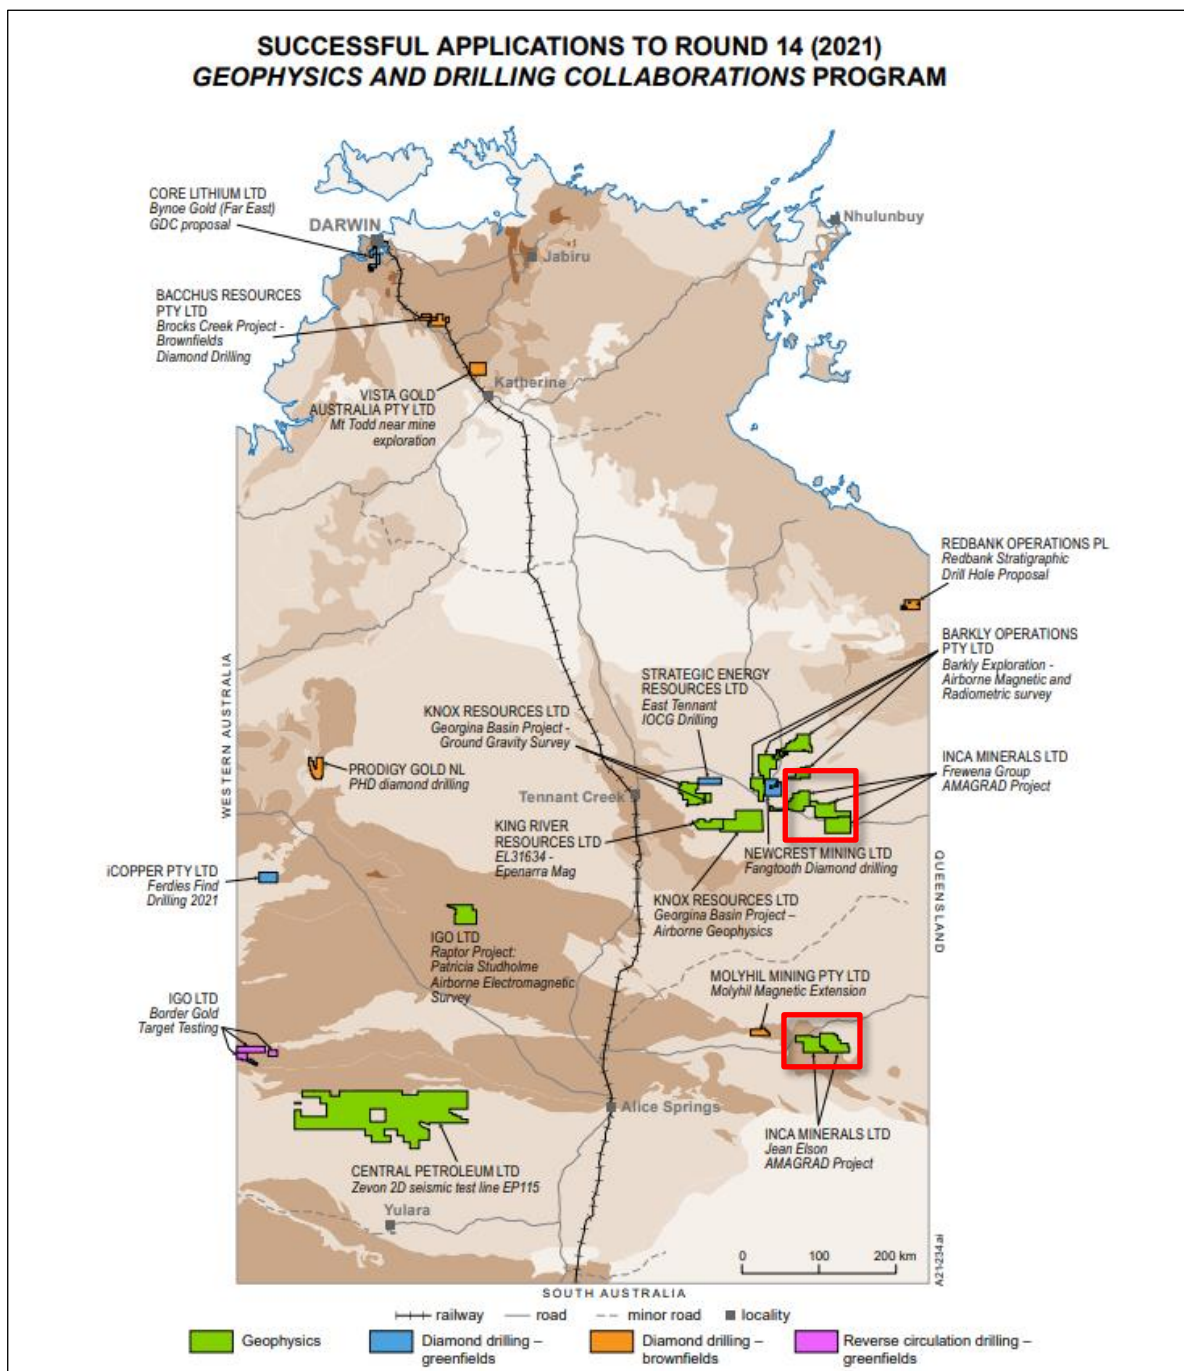 SUCCESSFUL APPLICATIONS TO ROUND 14 (2021)
GEOPHYSICS AND DRILLING COLLABORATIONS PROGRAM
CORE LITHIUM LTD
Bynoe Gold (Far East)
GDC proposal
DARWIN
Nhulunbuy
Jabiru
BACCHUS RESOURCES
PTY LTD
Brocks Creek Project -
Brownfields
Diamond Drilling
Katherine
VISTA GOLD
AUSTRALIA PTY LTD
Mt Todd near mine
exploration
REDBANK OPERATIONS PL
Redbank Stratigraphic
Drill Hole Proposal
BARKLY OPERATIONS
PTY LTD
Barkly Exploration -
Airborne Magnetic and
Radiometric survey
WESTERN AUSTRALIA
STRATEGIC ENERGY
RESOURCES LTD
East Tennant
IOCG Drilling
KNOX RESOURCES LTD
Georgina Basin Project -
Ground Gravity Survey
INCA MINERALS LTD
Frewena Group
AMAGRAD Project
PRODIGY GOLD NL
PHD diamond drilling
Tennant Creek
KING RIVER
RESOURCES LTD
EL31634 -
Epenarra Mag
NEWCREST MINING LTD
Fangtooth Diamond drilling
iCOPPER PTY LTD
Ferdies Find
Drilling 2021
KNOX RESOURCES LTD
Georgina Basin Project –
Airborne Geophysics
QUEENSLAND
IGO LTD
Raptor Project:
Patricia Studholme
Airborne Electromagnetic
Survey
MOLYHIL MINING PTY LTD
Molyhil Magnetic Extension
IGO LTD
Border Gold
Target Testing
Alice Springs
INCA MINERALS LTD
Jean Elson
AMAGRAD Project
CENTRAL PETROLEUM LTD
Zevon 2D seismic test line EP115
Yulara
0 100 200 km
A21-234.ai
SOUTH AUSTRALIA
railway road minor road locality
Geophysics
Diamond drilling –
greenfields
Diamond drilling –
brownfields
Reverse circulation drilling –
greenfields